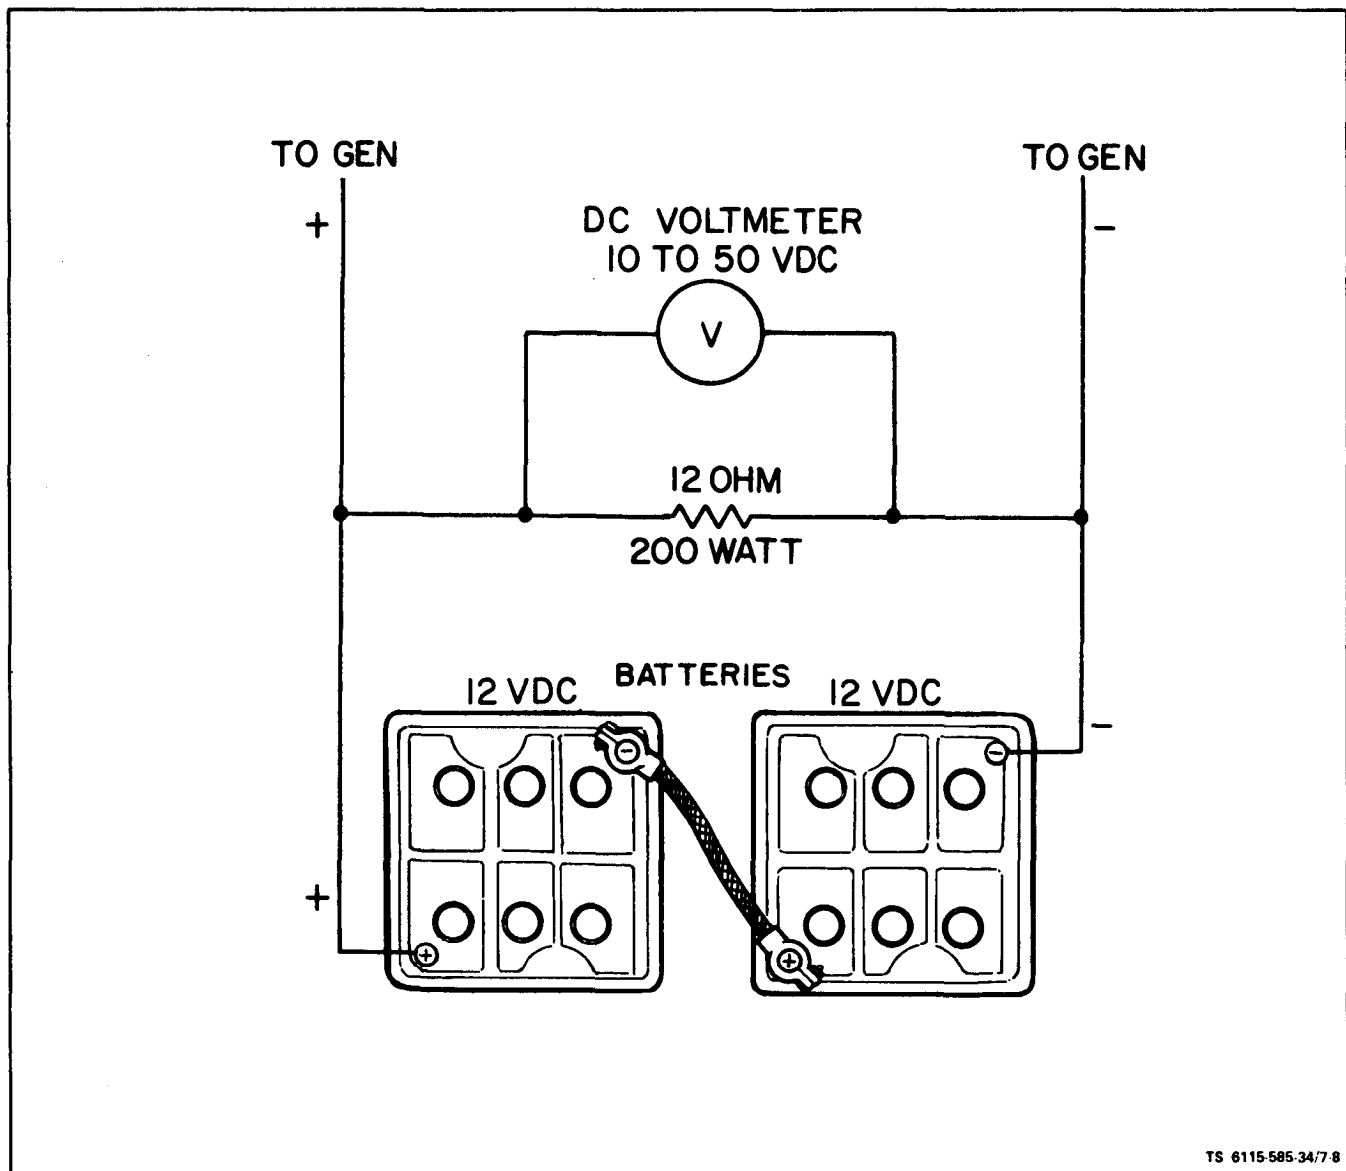 TO GEN
TO GEN
+
-
DC VOLTMETER
10 TO 50 VDC
V
12 OHM
200 WATT
BATTERIES
12 VDC
12 VDC
-
-
-
+
+
+
TS 6115-585-34/7-8